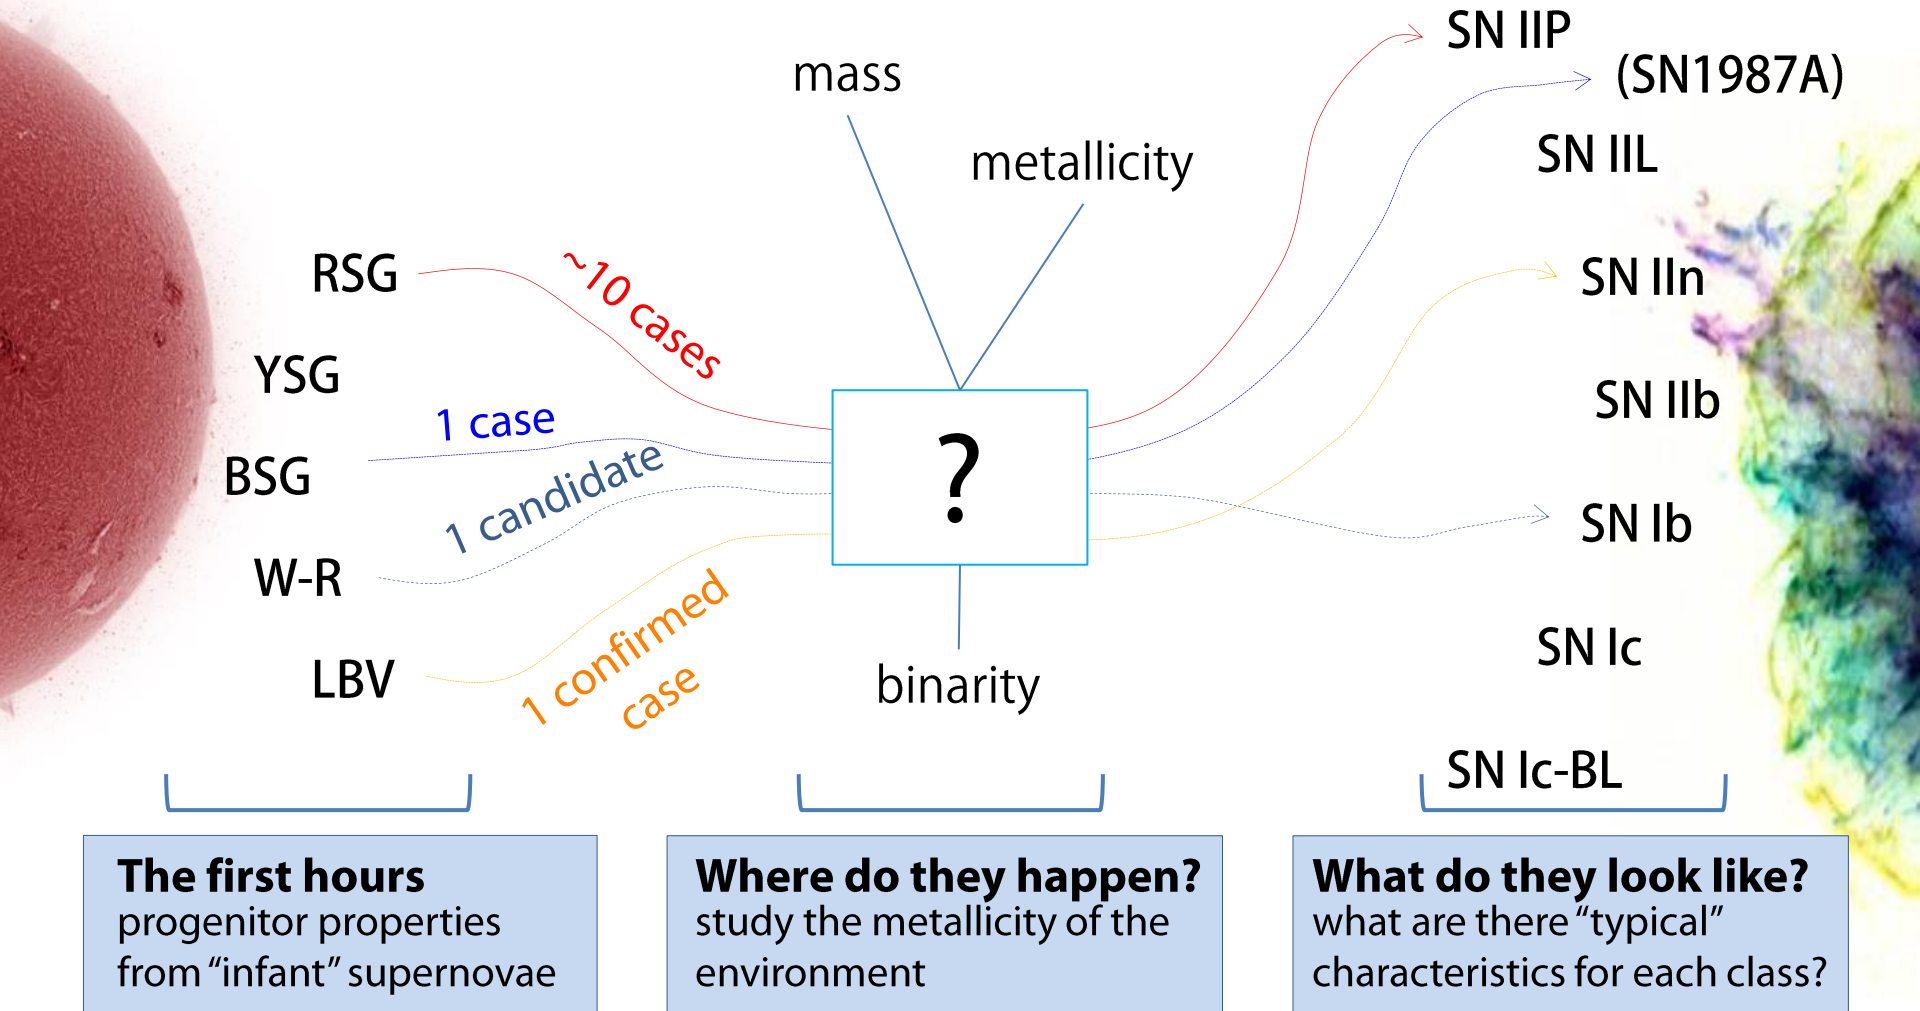 mass
metallicity
RSG
YSG
BSG
W-R
LBV
~10 cases
1 case
1 candidate
1 confirmed
case
?
binarity
SN IIP
(SN1987A)
SN IIL
SN IIn
SN IIb
SN Ib
SN Ic
SN Ic-BL
The first hours
progenitor properties
from “infant” supernovae
Where do they happen?
study the metallicity of the
environment
What do they look like?
what are there “typical”
characteristics for each class?